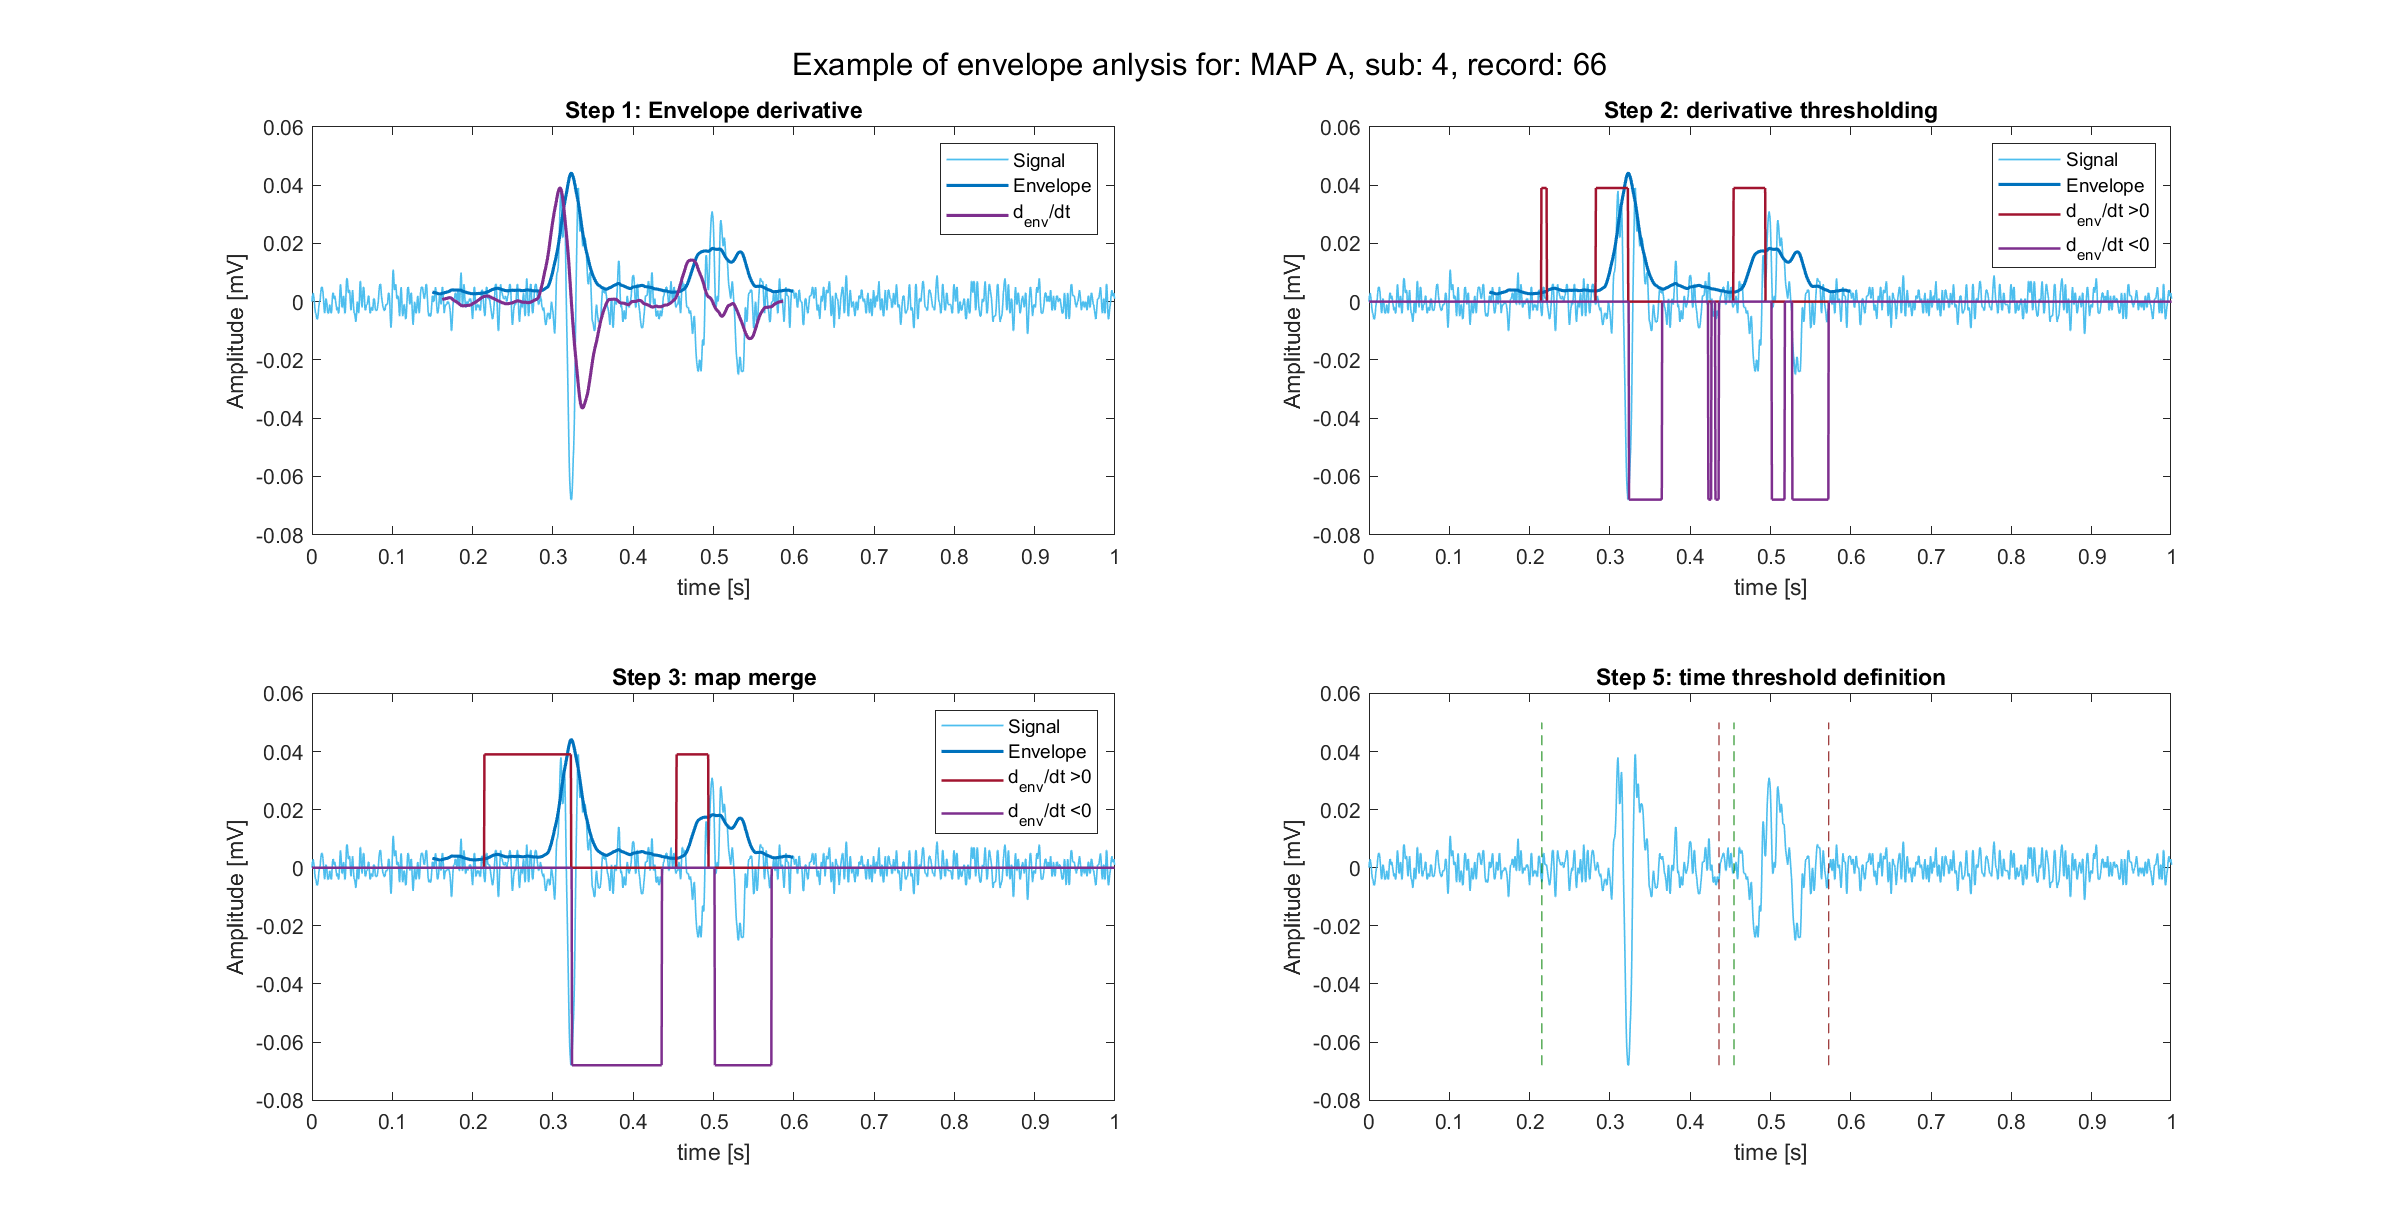 Example of envelope anlysis for: MAP A, sub: 4, record: 66
Step 1: Envelope derivative
0.06
0.04
0.02
0
-0.02
-0.04
-0.06
-0.08
Amplitude [mV]
0 0.1 0.2 0.3 0.4 0.5 0.6 0.7 0.8 0.9 1
time [s]
Signal
Envelope
d_env/dt
Step 2: derivative thresholding
0.06
0.04
0.02
0
-0.02
-0.04
-0.06
-0.08
Amplitude [mV]
0 0.1 0.2 0.3 0.4 0.5 0.6 0.7 0.8 0.9 1
time [s]
Signal
Envelope
d_env/dt >0
d_env/dt <0
Step 3: map merge
0.06
0.04
0.02
0
-0.02
-0.04
-0.06
-0.08
Amplitude [mV]
0 0.1 0.2 0.3 0.4 0.5 0.6 0.7 0.8 0.9 1
time [s]
Signal
Envelope
d_env/dt >0
d_env/dt <0
Step 5: time threshold definition
0.06
0.04
0.02
0
-0.02
-0.04
-0.06
-0.08
Amplitude [mV]
0 0.1 0.2 0.3 0.4 0.5 0.6 0.7 0.8 0.9 1
time [s]